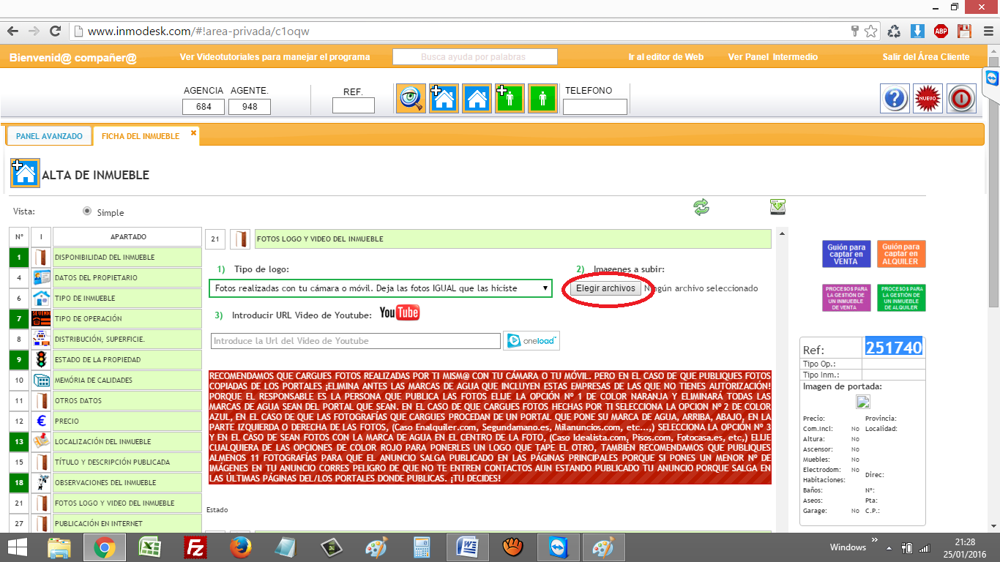 www.inmodesk.com/#!area-privada/c1oqw
ABP
Bienvenid@ compañer@
Ver Videotutoriales para manejar el programa
Busca ayuda por palabras
Ir al editor de Web
Ver Panel Intermedio
Salir del Área Cliente
AGENCIA AGENTE.
684 948
REF.
TELEFONO
NUEVO
PANEL AVANZADO
FICHA DEL INMUEBLE
ALTA DE INMUEBLE
Vista:
Simple
Nº I APARTADO
1 DISPONIBILIDAD DEL INMUEBLE
4 DATOS DEL PROPIETARIO
6 TIPO DE INMUEBLE
7 TIPO DE OPERACIÓN
8 DISTRIBUCIÓN, SUPERFICIE.
9 ESTADO DE LA PROPIEDAD
10 MEMÓRIA DE CALIDADES
11 OTROS DATOS
12 € PRECIO
13 LOCALIZACIÓN DEL INMUEBLE
15 TÍTULO Y DESCRIPCIÓN PUBLICADA
18 OBSERVACIONES DEL INMUEBLE
21 FOTOS LOGO Y VIDEO DEL INMUEBLE
27 PUBLICACIÓN EN INTERNET
21 FOTOS LOGO Y VIDEO DEL INMUEBLE
1) Tipo de logo:
2) Imagenes a subir:
Fotos realizadas con tu cámara o móvil. Deja las fotos IGUAL que las hiciste
Elegir archivos Ningún archivo seleccionado
3) Introducir URL Video de Youtube: YouTube
Introduce la Url del Video de Youtube
oneload
RECOMENDAMOS QUE CARGUES FOTOS REALIZADAS POR TI MISM@ CON TU CÁMARA O TU MÓVIL. PERO EN EL CASO DE QUE PUBLIQUES FOTOS
COPIADAS DE LOS PORTALES ¡ELIMINA ANTES LAS MARCAS DE AGUA QUE INCLUYEN ESTAS EMPRESAS DE LAS QUE NO TIENES AUTORIZACIÓN!
PORQUE EL RESPONSABLE ES LA PERSONA QUE PUBLICA LAS FOTOS ELIJE LA OPCIÓN Nº 1 DE COLOR NARANJA Y ELIMINARÁ TODAS LAS
MARCAS DE AGUA SEAN DEL PORTAL QUE SEAN. EN EL CASO DE QUE CARGUES FOTOS HECHAS POR TI SELECCIONA LA OPCION Nº 2 DE COLOR
AZUL, EN EL CASO DE QUE LAS FOTOGRAFÍAS QUE CARGUES PROCEDAN DE UN PORTAL QUE PONE SU MARCA DE AGUA, ARRIBA, ABAJO, EN LA
PARTE IZQUIERDA O DERECHA DE LAS FOTOS, (Caso Enalquiler.com, Segundamano.es, Milanuncios.com, etc...,) SELECCIONA LA OPCIÓN Nº 3
Y EN EL CASO DE SEAN FOTOS CON LA MARCA DE AGUA EN EL CENTRO DE LA FOTO, (Caso Idealista.com, Pisos.com, Fotocasa.es, etc,) ELIJE
CUALQUIERA DE LAS OPCIONES DE COLOR ROJO PARA PONERLES UN LOGO QUE TAPE EL OTRO, TAMBIEN RECOMENDAMOS QUE PUBLIQUES
ALMENOS 11 FOTOGRAFÍAS PARA QUE EL ANUNCIO SALGA PUBLICADO EN LAS PÁGINAS PRINCIPALES PORQUE SI PONES UN MENOR Nº DE
IMÁGENES EN TU ANUNCIO CORRES PELIGRO DE QUE NO TE ENTREN CONTACTOS AUN ESTANDO PUBLICADO TU ANUNCIO PORQUE SALGA EN
LAS ÚLTIMAS PÁGINAS DEL/LOS PORTALES DONDE PUBLICAS. ¡TU DECIDES!
Estado
Guión para
captar en
VENTA
Guión para
captar en
ALQUILER
PROCESOS PARA
LA GESTIÓN DE
UN INMUEBLE
DE VENTA
PROCESOS PARA
LA GESTIÓN DE
UN INMUEBLE
DE ALQUILER
Ref: 251740
Tipo Op.:
Tipo Inm.:
Imagen de portada:
Precio: Provincia:
Com.Incl: No Localidad:
Altura: No
Ascensor: No
Muebles: No
Electrodom: No
Habitaciones: Direc:
Baños: Nº:
Aseos: Pta:
Garage: No C.P.:
Windows
21:28
25/01/2016